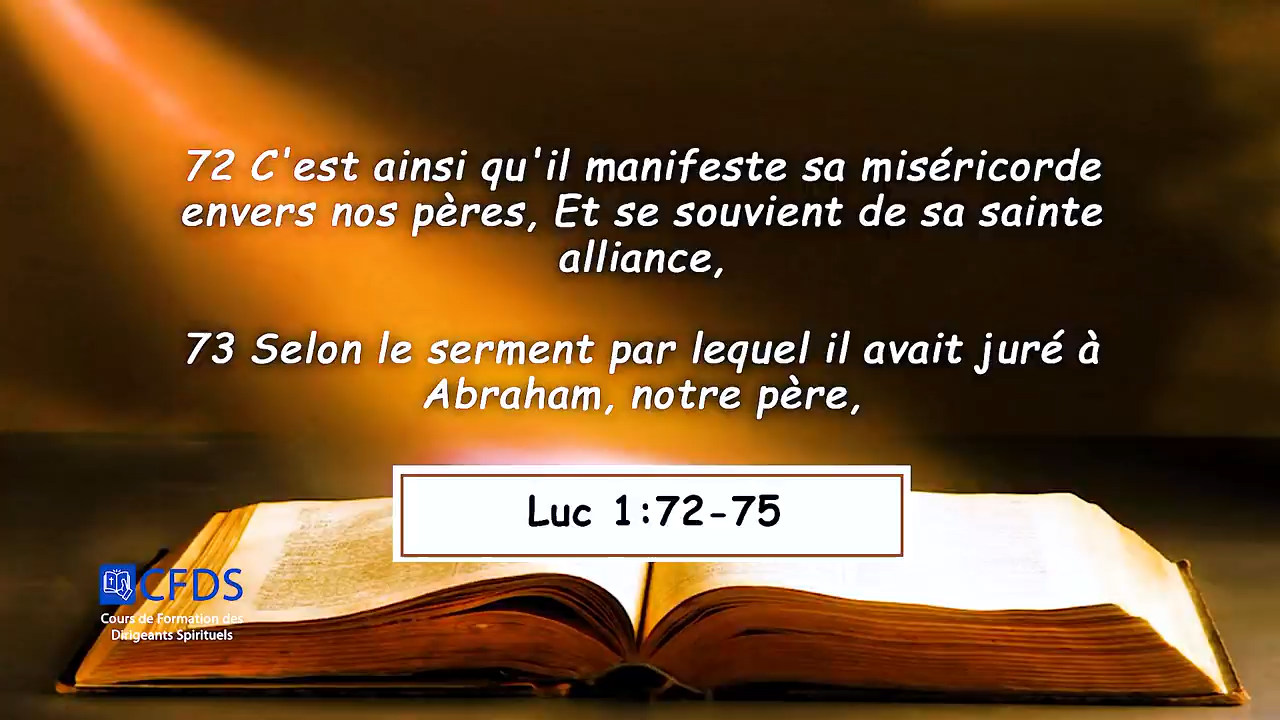 72 C'est ainsi qu'il manifeste sa miséricorde
envers nos pères, Et se souvient de sa sainte
alliance,
73 Selon le serment par lequel il avait juré à
Abraham, notre père,
Luc 1:72-75
CFDS
Cours de Formation des
Dirigeants Spirituels